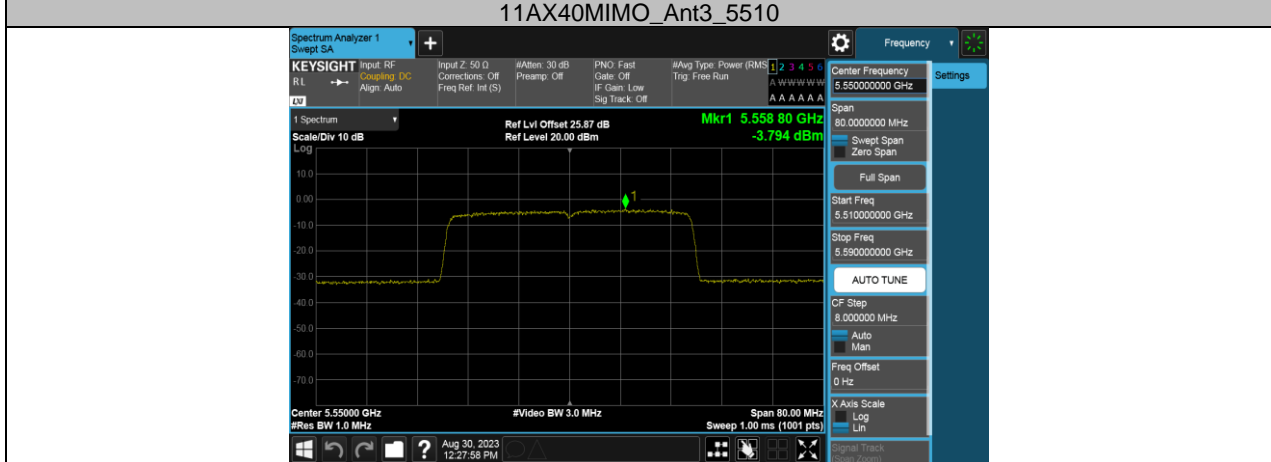 11AX40MIMO_Ant3_5510
Spectrum Analyzer 1
Swept SA
+
Frequency
KEYSIGHT
RL
LXI
Input: RF
Coupling: DC
Align: Auto
Input Z: 50 Ω
Corrections: Off
Freq Ref: Int (S)
#Atten: 30 dB
Preamp: Off
PNO: Fast
Gate: Off
IF Gain: Low
Sig Track: Off
#Avg Type: Power (RMS
Trig: Free Run
1 2 3 4 5 6
A W W W W W
A A A A A A
1 Spectrum
Scale/Div 10 dB
Ref Lvl Offset 25.87 dB
Ref Level 20.00 dBm
Mkr1 5.558 80 GHz
-3.794 dBm
Log
10.0
0.00
-10.0
-20.0
-30.0
-40.0
-50.0
-60.0
-70.0
1
Center 5.55000 GHz
#Res BW 1.0 MHz
#Video BW 3.0 MHz
Span 80.00 MHz
Sweep 1.00 ms (1001 pts)
Center Frequency
5.550000000 GHz
Settings
Span
80.0000000 MHz
Swept Span
Zero Span
Full Span
Start Freq
5.510000000 GHz
Stop Freq
5.590000000 GHz
AUTO TUNE
CF Step
8.000000 MHz
Auto
Man
Freq Offset
0 Hz
X Axis Scale
Log
Lin
Signal Track
(Span Zoom)
?
Aug 30, 2023
12:27:58 PM